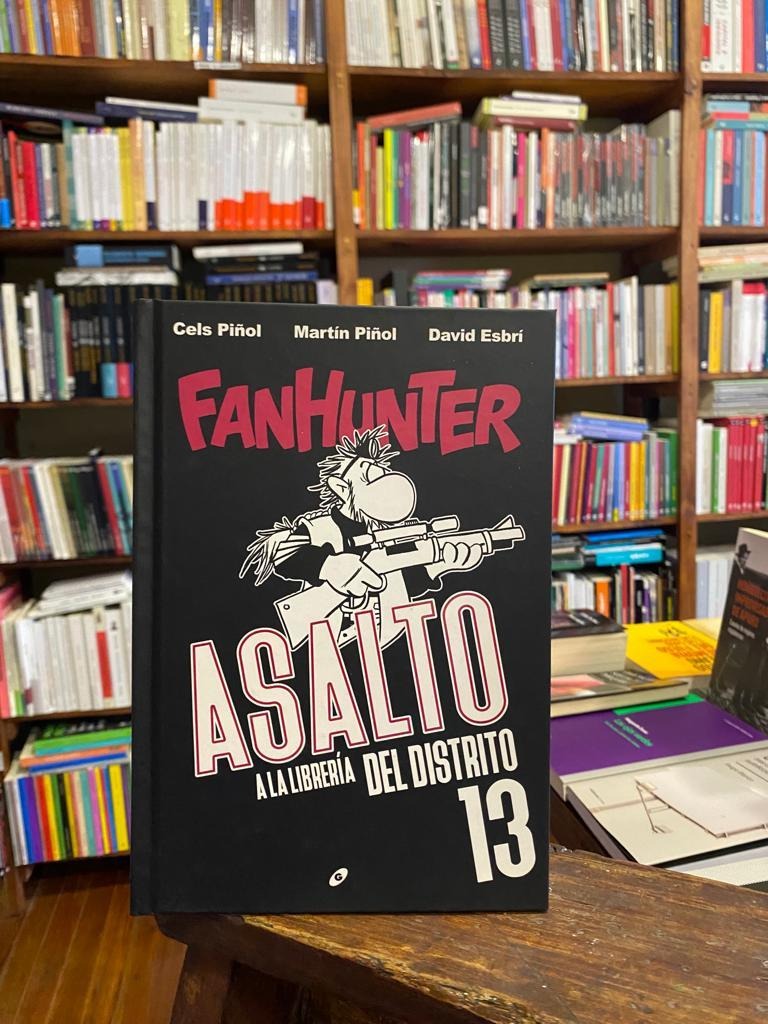 Cels Piñol Martín Piñol David Esbrí
FANHUNTER
ASALTO
A LA LIBRERÍA DEL DISTRITO
13
G